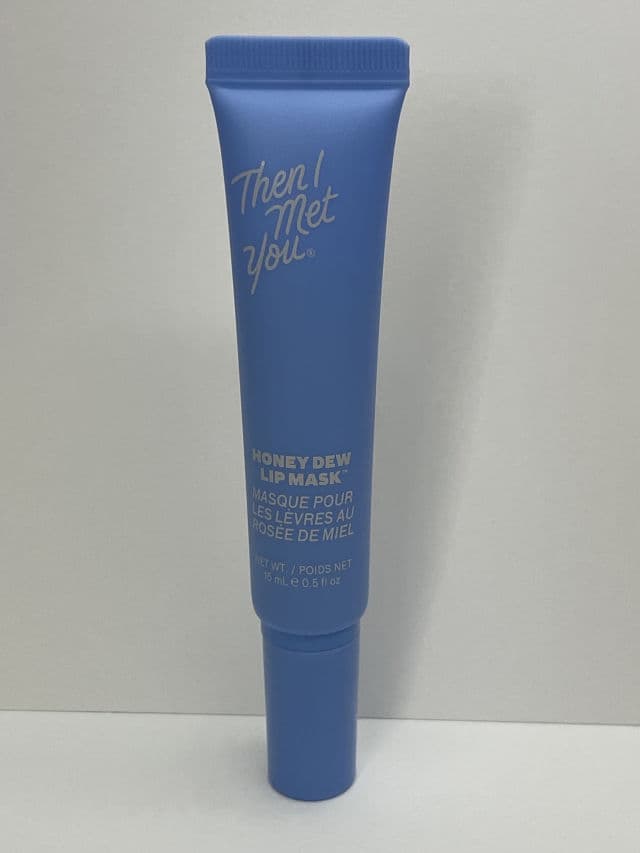 Then I
Met
You®
HONEY DEW
LIP MASK™
MASQUE POUR
LES LÈVRES AU
ROSÉE DE MIEL
NET WT. / POIDS NET
15 mL e 0.5 fl oz